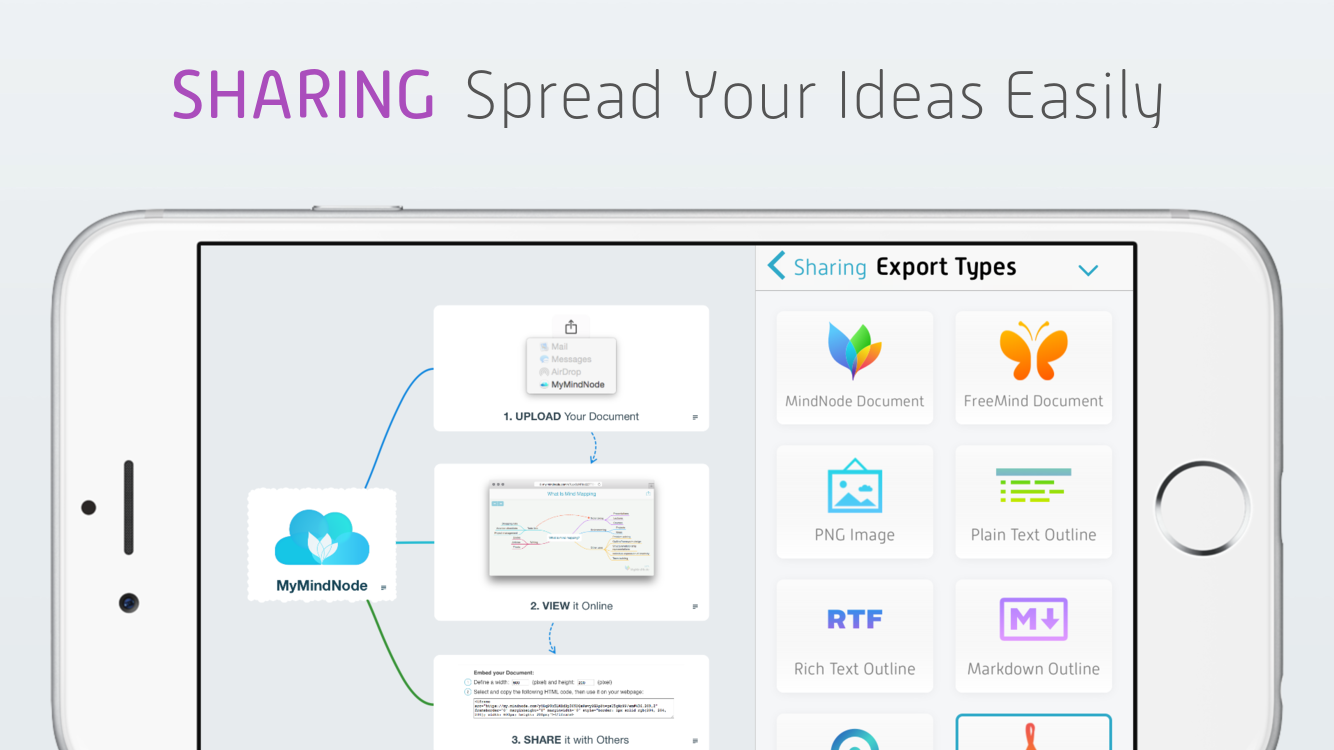 SHARING Spread Your Ideas Easily
Sharing Export Types
Mail
Messages
AirDrop
MyMindNode
1. UPLOAD Your Document
MindNode Document
FreeMind Document
What is Mind Mapping
2. VIEW it Online
MyMindNode
PNG Image
Plain Text Outline
RTF
Rich Text Outline
M
Markdown Outline
Embed your Document:
Define a width: (pixel) and height: (pixel)
Select and copy the following HTML code, then use it on your webpage:
3. SHARE it with Others